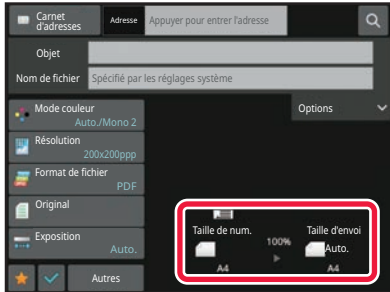 Carnet
d'adresses
Adresse
Appuyer pour entrer l'adresse
Objet
Nom de fichier
Spécifié par les réglages système
Mode couleur
Auto./Mono 2
Options
Résolution
200x200ppp
Format de fichier
PDF
Original
Exposition
Auto.
Taille de num.
100%
Taille d'envoi
Auto.
A4
A4
Autres